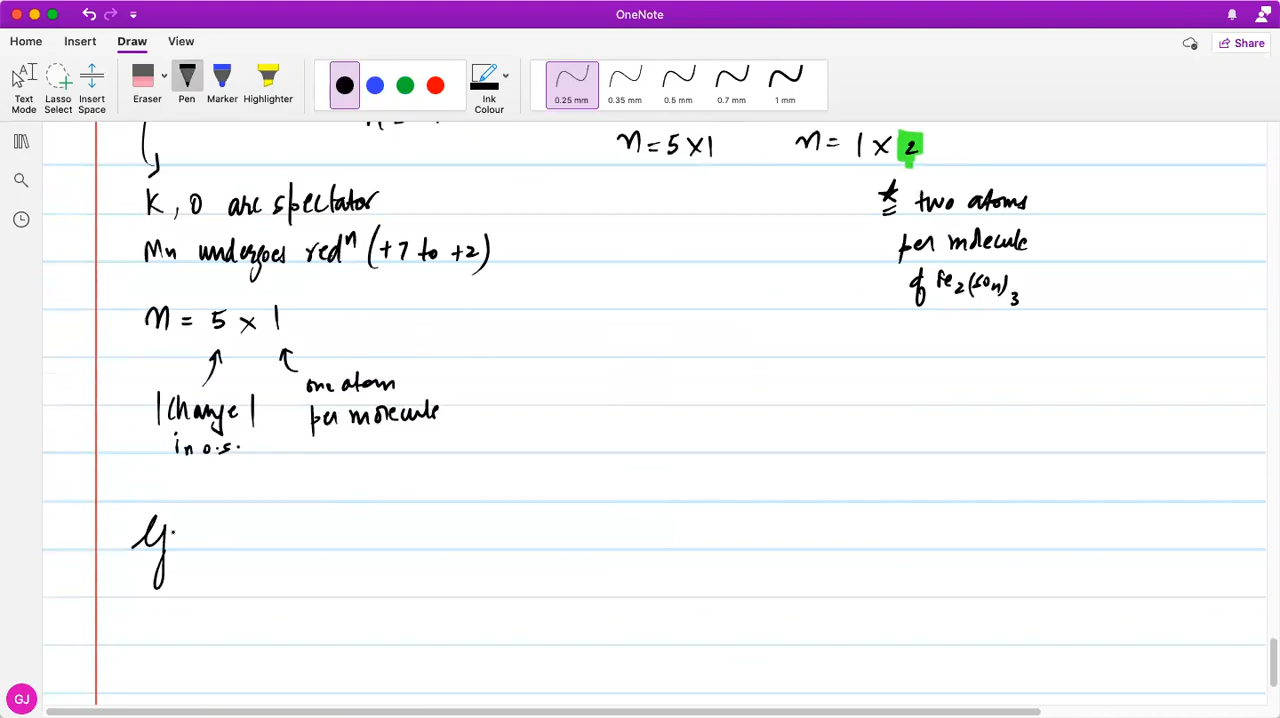 OneNote
Home Insert Draw View
Share
Text Mode
Lasso Select
Insert Space
Eraser
Pen
Marker
Highlighter
Ink Colour
0.25 mm 0.35 mm 0.5 mm 0.7 mm 1 mm
n = 5 × 1
n = 1 × 2
K, O are spectator
* two atoms
Mn undergoes redⁿ (+7 to +2)
per molecule
of Fe2(SO4)3
n = 5 × 1
|Change|
in o.s.
one atom
per molecule
eg.
GJ